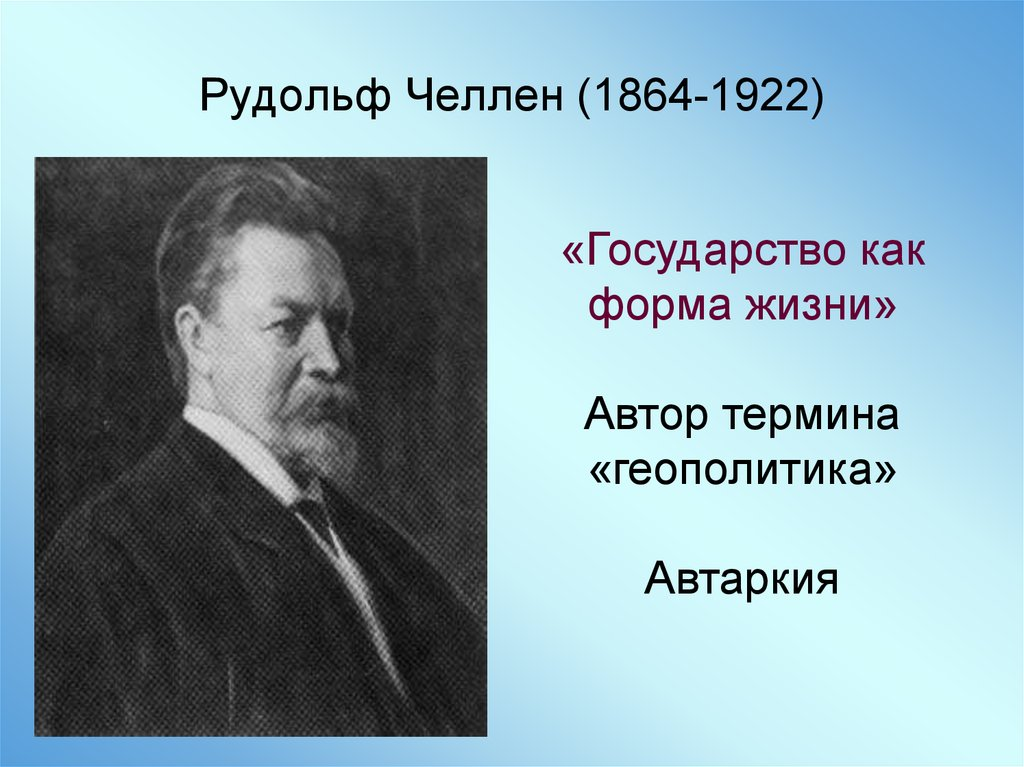 Рудольф Челлен (1864-1922)
«Государство как
форма жизни»
Автор термина
«геополитика»
Автаркия